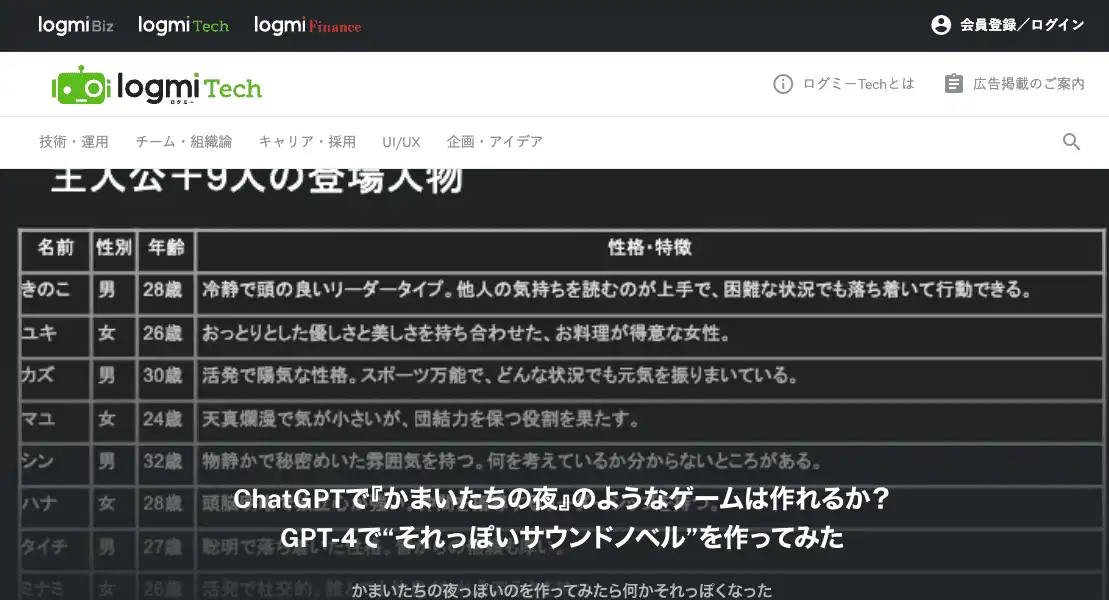 logmi Biz logmi Tech logmi Finance 会員登録／ログイン
logmi Tech
ログミー
ログミーTechとは 広告掲載のご案内
技術・運用 チーム・組織論 キャリア・採用 UI/UX 企画・アイデア
主人公＋9人の登場人物
名前 性別 年齢 性格・特徴
きのこ 男 28歳 冷静で頭の良いリーダータイプ。他人の気持ちを読むのが上手で、困難な状況でも落ち着いて行動できる。
ユキ 女 26歳 おっとりとした優しさと美しさを持ち合わせた、お料理が得意な女性。
カズ 男 30歳 活発で陽気な性格。スポーツ万能で、どんな状況でも元気を振りまいている。
マユ 女 24歳 天真爛漫で気が小さいが、団結力を保つ役割を果たす。
シン 男 32歳 物静かで秘密めいた雰囲気を持つ。何を考えているか分からないところがある。
ハナ 女 28歳
ChatGPTで『かまいたちの夜』のようなゲームは作れるか？
GPT-4で“それっぽいサウンドノベル”を作ってみた
タイチ 男 27歳
ミナミ 女 26歳 活発で社交的。
かまいたちの夜っぽいのを作ってみたら何かそれっぽくなった